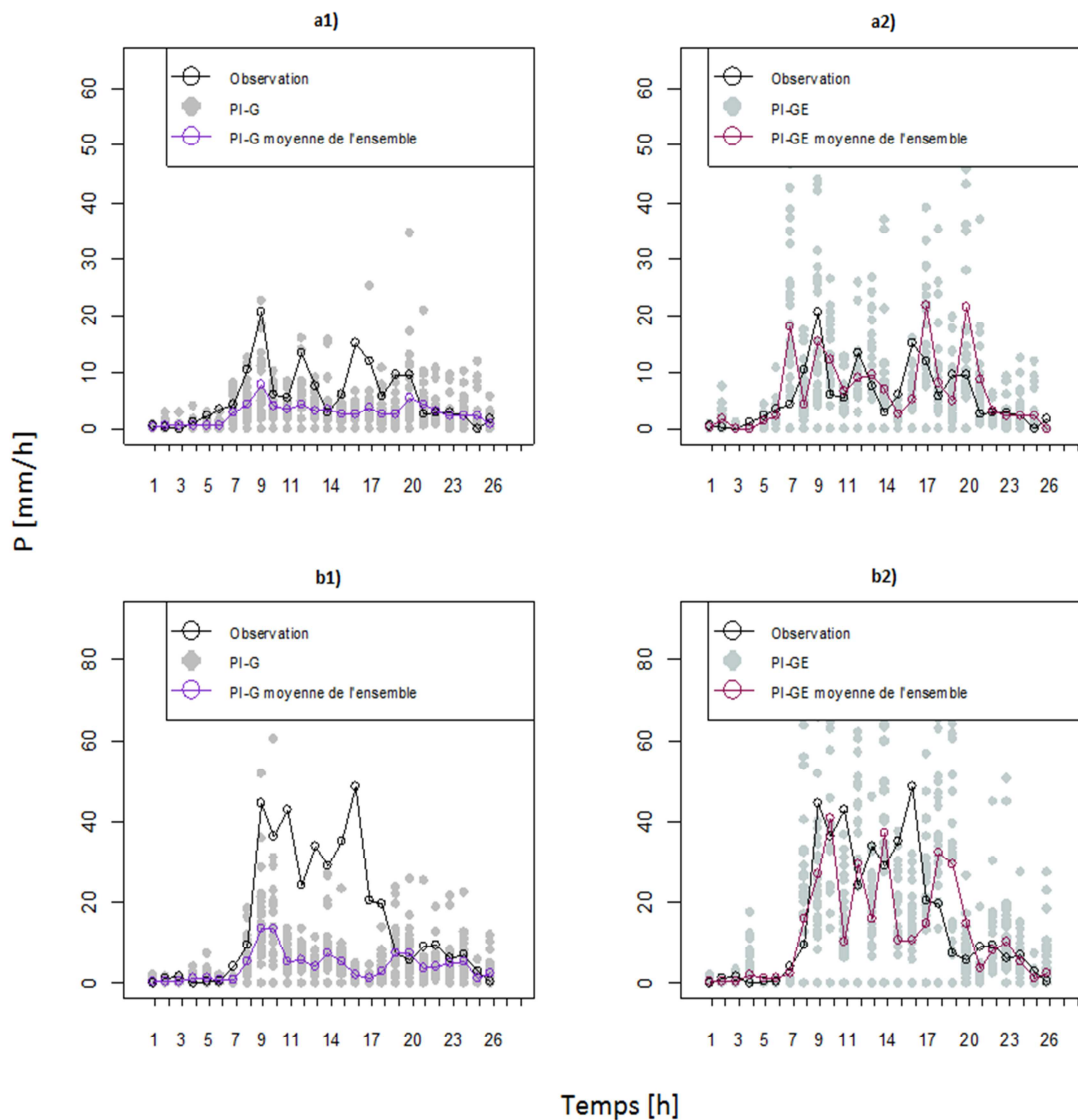 a1)
60
50
40
30
20
10
0
Observation
PI-G
PI-G moyenne de l'ensemble
1 3 5 7 9 11 14 17 20 23 26
a2)
60
50
40
30
20
10
0
Observation
PI-GE
PI-GE moyenne de l'ensemble
1 3 5 7 9 11 14 17 20 23 26
P [mm/h]
b1)
80
60
40
20
0
Observation
PI-G
PI-G moyenne de l'ensemble
1 3 5 7 9 11 14 17 20 23 26
b2)
80
60
40
20
0
Observation
PI-GE
PI-GE moyenne de l'ensemble
1 3 5 7 9 11 14 17 20 23 26
Temps [h]